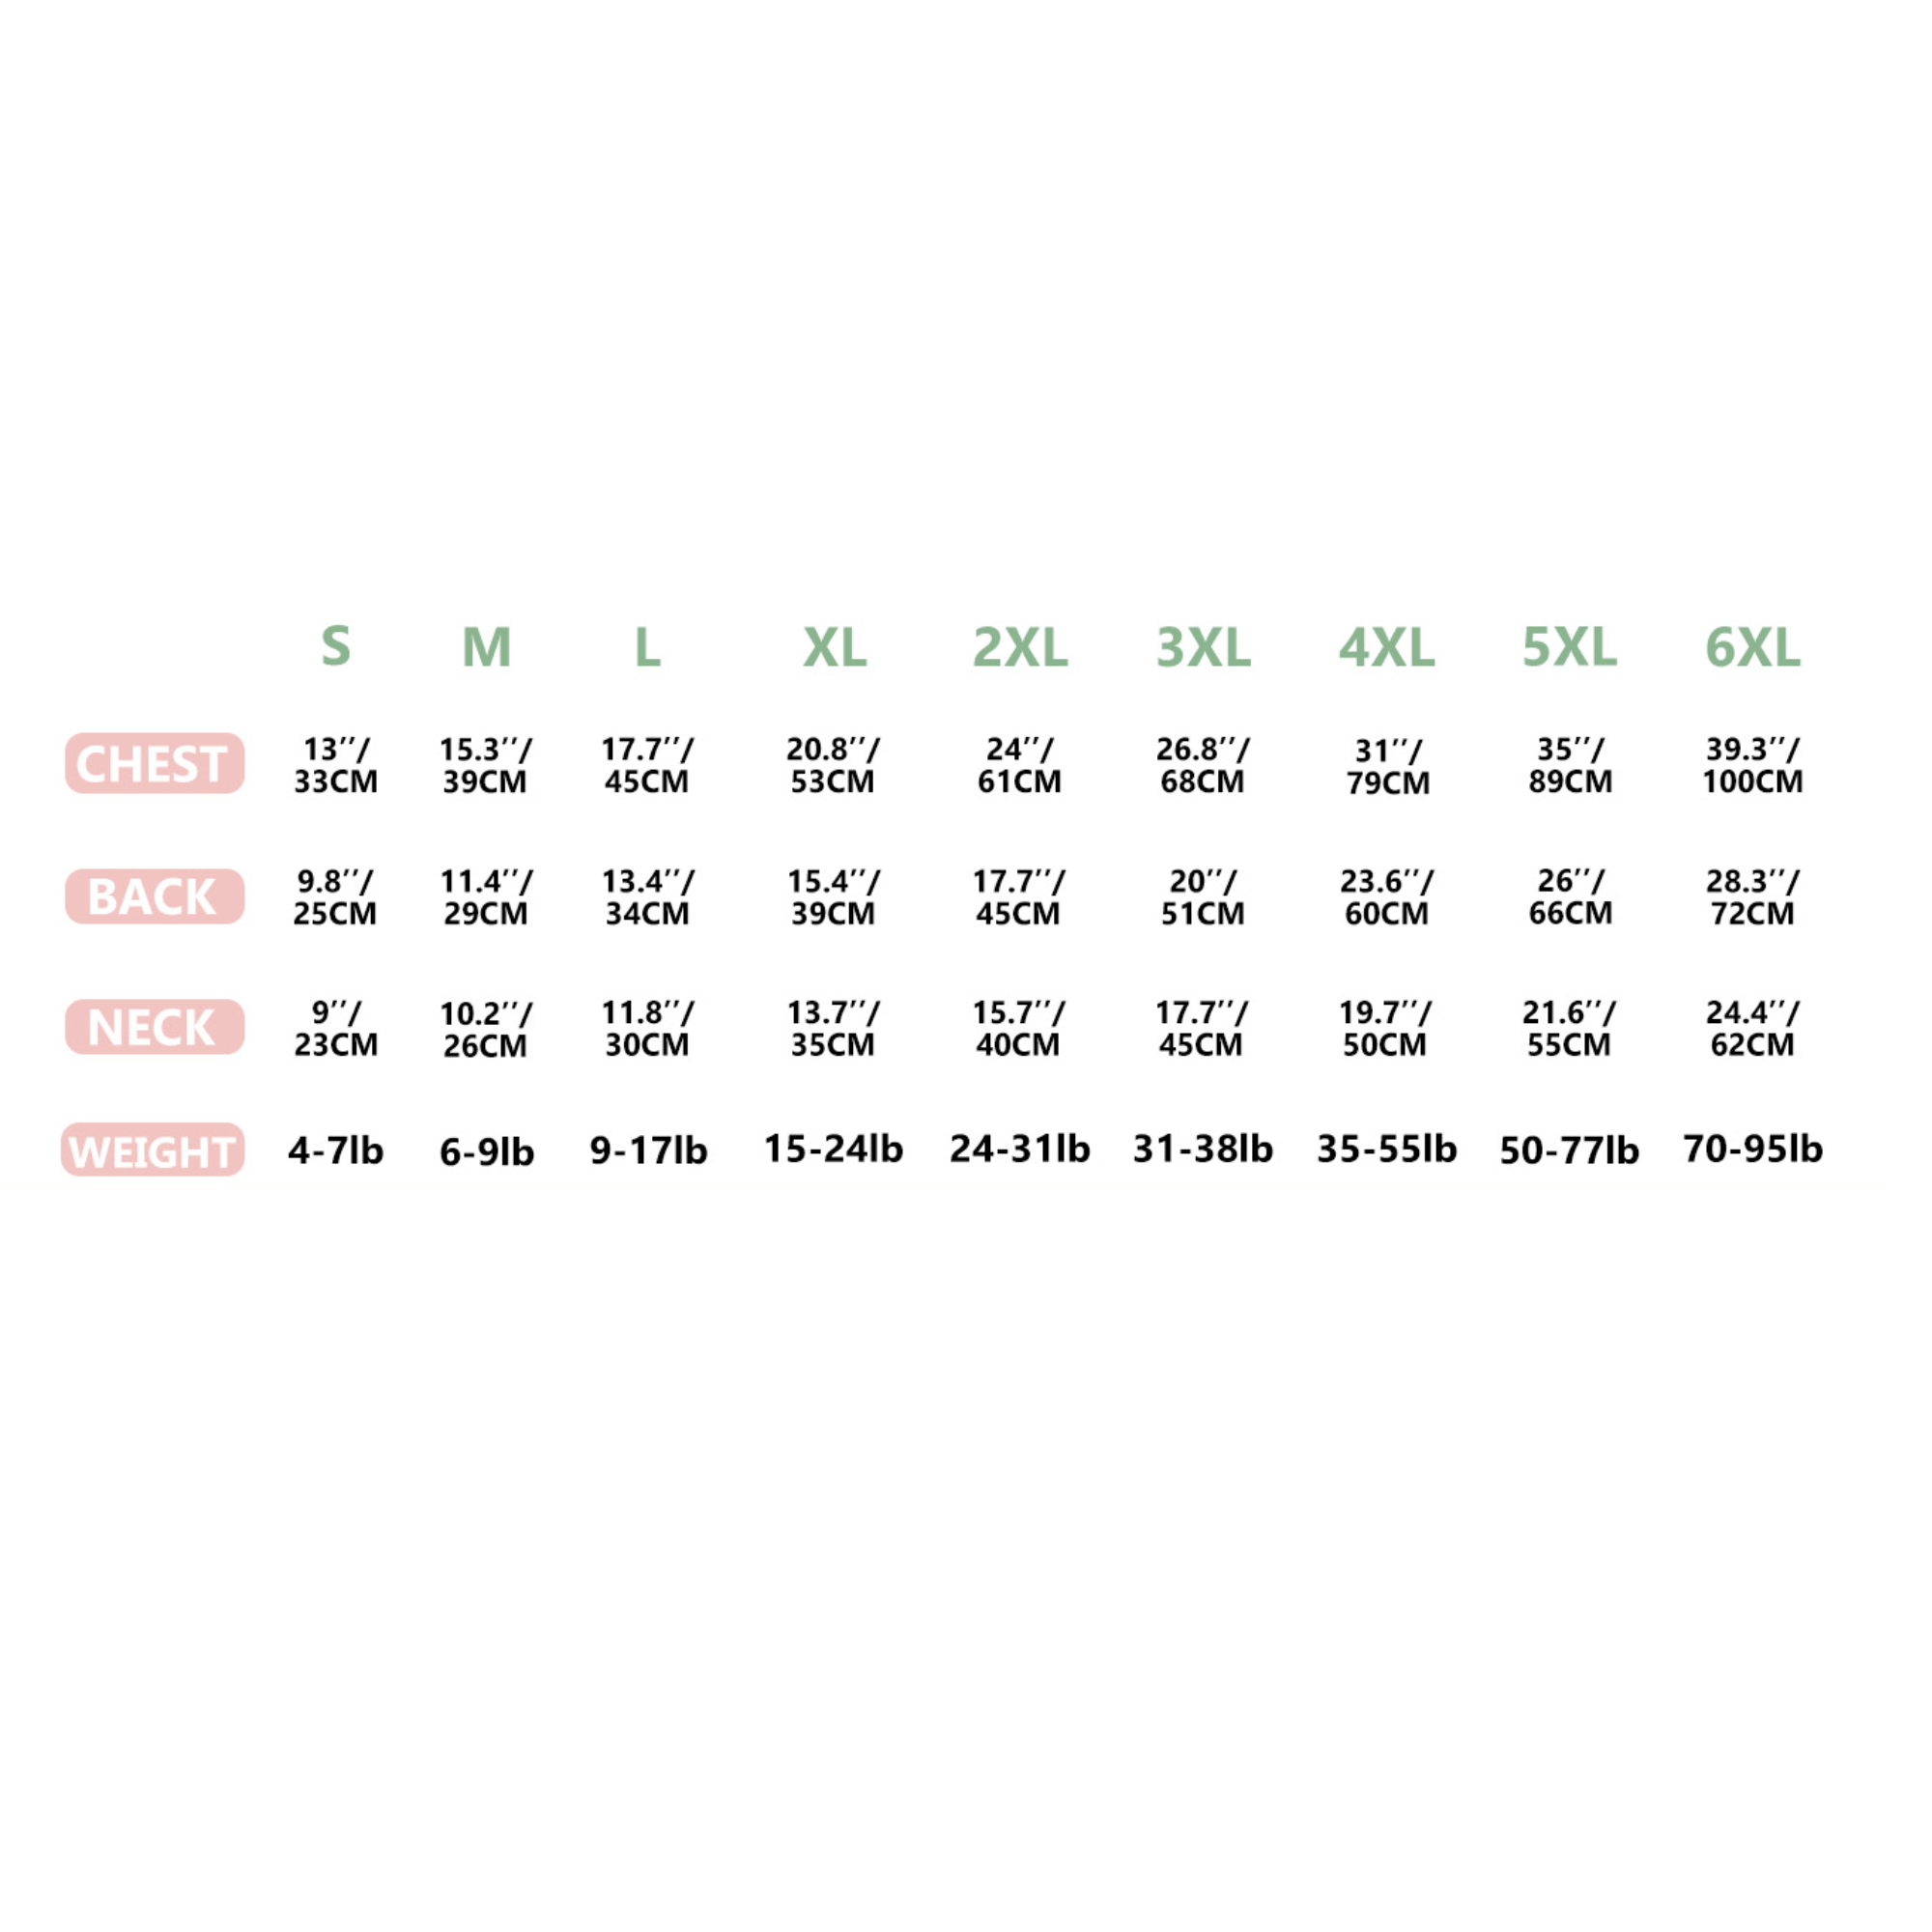 S M L XL 2XL 3XL 4XL 5XL 6XL
CHEST 13′′/ 15.3′′/ 17.7′′/ 20.8′′/ 24′′/ 26.8′′/ 31′′/ 35′′/ 39.3′′/
33CM 39CM 45CM 53CM 61CM 68CM 79CM 89CM 100CM
BACK 9.8′′/ 11.4′′/ 13.4′′/ 15.4′′/ 17.7′′/ 20′′/ 23.6′′/ 26′′/ 28.3′′/
25CM 29CM 34CM 39CM 45CM 51CM 60CM 66CM 72CM
NECK 9′′/ 10.2′′/ 11.8′′/ 13.7′′/ 15.7′′/ 17.7′′/ 19.7′′/ 21.6′′/ 24.4′′/
23CM 26CM 30CM 35CM 40CM 45CM 50CM 55CM 62CM
WEIGHT 4-7lb 6-9lb 9-17lb 15-24lb 24-31lb 31-38lb 35-55lb 50-77lb 70-95lb